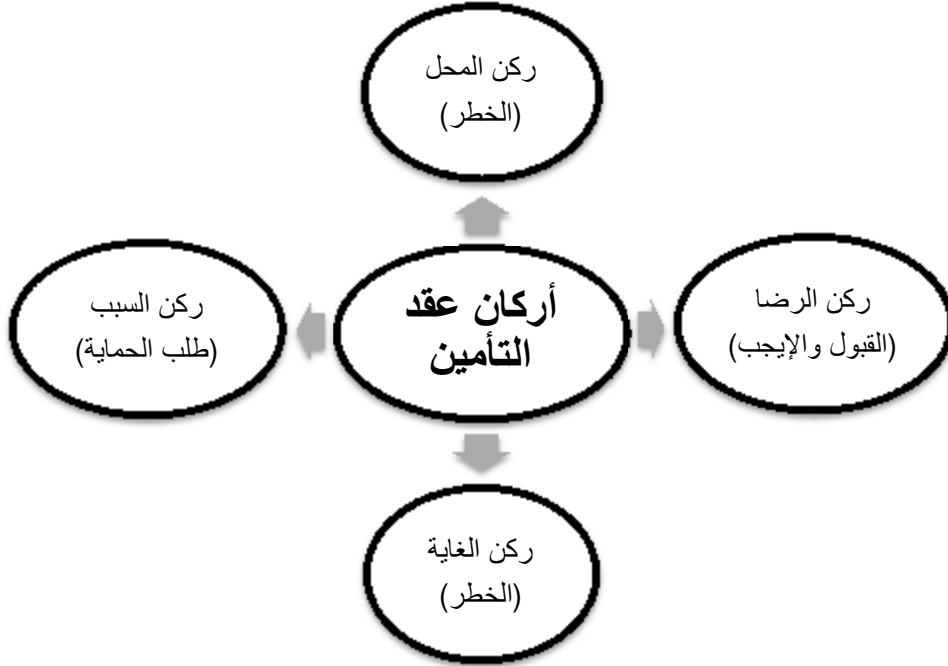 ركن المحل
(الخطر)
ركن الرضا
(القبول والإيجب)
أركان عقد
التأمين
ركن السبب
(طلب الحماية)
ركن الغاية
(الخطر)